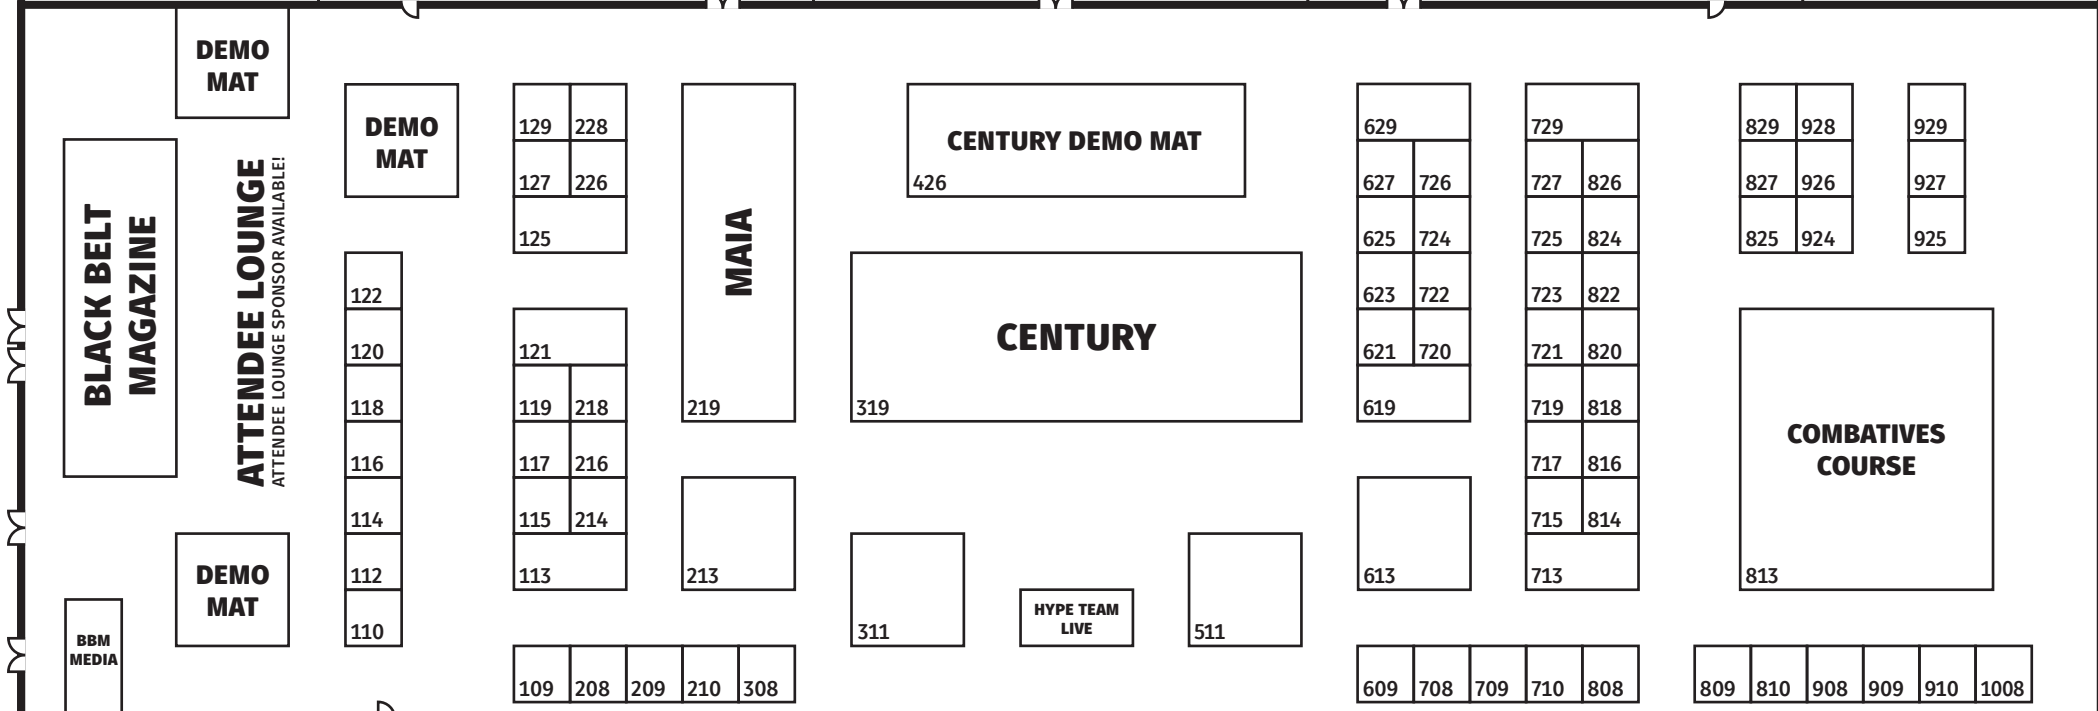 DEMO
MAT
BLACK BELT
MAGAZINE
ATTENDEE LOUNGE
ATTENDEE LOUNGE SPONSOR AVAILABLE!
DEMO
MAT
BBM
MEDIA
DEMO
MAT
122
120
118
116
114
112
110
129 228
127 226
125
121
119 218
117 216
115 214
113
109 208 209 210 308
MAIA
219
213
CENTURY DEMO MAT
426
CENTURY
319
311
HYPE TEAM
LIVE
511
629
627 726
625 724
623 722
621 720
619
613
609 708 709 710 808
729
727 826
725 824
723 822
721 820
719 818
717 816
715 814
713
829 928
827 926
825 924
929
927
925
COMBATIVES
COURSE
813
809 810 908 909 910 1008